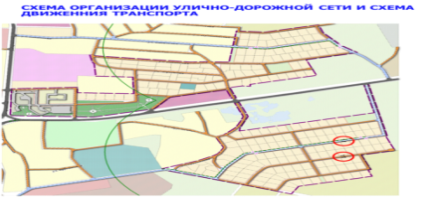 СХЕМА ОРГАНИЗАЦИИ УЛИЧНО-ДОРОЖНОЙ СЕТИ И СХЕМА
ДВИЖЕНИЯ ТРАНСПОРТА